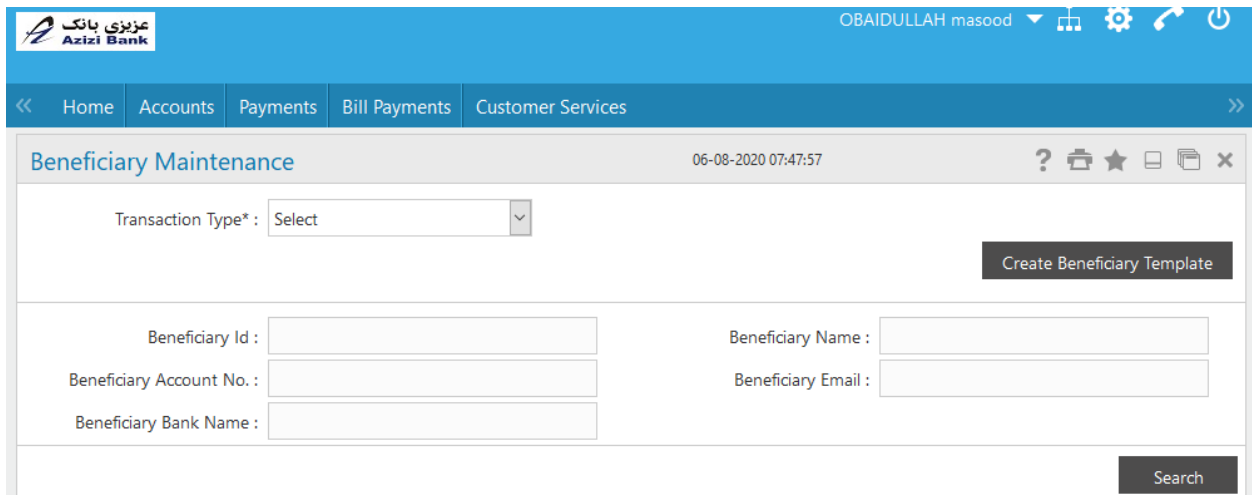 عزیزی بانک
Azizi Bank
OBAIDULLAH masood
Home Accounts Payments Bill Payments Customer Services
Beneficiary Maintenance 06-08-2020 07:47:57
Transaction Type* : Select
Create Beneficiary Template
Beneficiary Id : Beneficiary Name :
Beneficiary Account No. : Beneficiary Email :
Beneficiary Bank Name :
Search